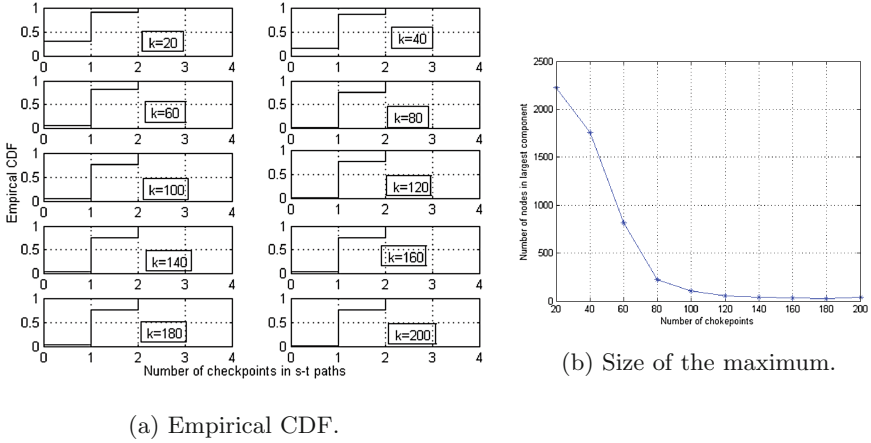 1
0.5
0
0 1 2 3 4
k=20
1
0.5
0
0 1 2 3 4
k=40
1
0.5
0
0 1 2 3 4
k=60
1
0.5
0
0 1 2 3 4
k=80
1
0.5
0
0 1 2 3 4
k=100
1
0.5
0
0 1 2 3 4
k=120
1
0.5
0
0 1 2 3 4
k=140
1
0.5
0
0 1 2 3 4
k=160
1
0.5
0
0 1 2 3 4
k=180
1
0.5
0
0 1 2 3 4
k=200
Empircal CDF
Number of checkpoints in s-t paths
(a) Empirical CDF.
2500
2000
1500
1000
500
0
20 40 60 80 100 120 140 160 180 200
Number of nodes in largest component
Number of chokepoints
(b) Size of the maximum.